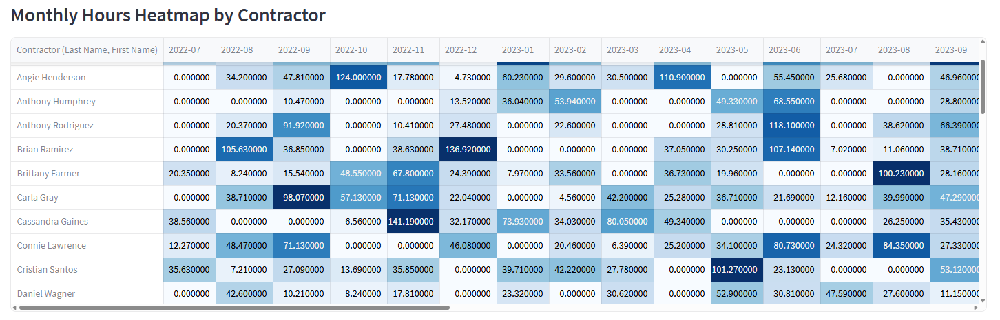 Monthly Hours Heatmap by Contractor
Contractor (Last Name, First Name) 2022-07 2022-08 2022-09 2022-10 2022-11 2022-12 2023-01 2023-02 2023-03 2023-04 2023-05 2023-06 2023-07 2023-08 2023-09
Angie Henderson 0.000000 34.200000 47.810000 124.000000 17.780000 4.730000 60.230000 29.600000 30.500000 110.900000 0.000000 55.450000 25.680000 0.000000 46.960000
Anthony Humphrey 0.000000 0.000000 10.470000 0.000000 0.000000 13.520000 36.040000 53.940000 0.000000 0.000000 49.330000 68.550000 0.000000 0.000000 28.800000
Anthony Rodriguez 0.000000 20.370000 91.920000 0.000000 10.410000 27.480000 0.000000 22.600000 0.000000 0.000000 28.810000 118.100000 0.000000 38.620000 66.390000
Brian Ramirez 0.000000 105.630000 36.850000 0.000000 38.630000 136.920000 0.000000 0.000000 0.000000 37.050000 30.250000 107.140000 7.020000 11.060000 38.710000
Brittany Farmer 20.350000 8.240000 15.540000 48.550000 67.800000 24.390000 7.970000 33.560000 0.000000 36.730000 19.960000 0.000000 0.000000 100.230000 28.160000
Carla Gray 0.000000 38.710000 98.070000 57.130000 71.130000 22.040000 0.000000 4.560000 42.200000 25.280000 36.710000 21.690000 12.160000 39.990000 47.290000
Cassandra Gaines 38.560000 0.000000 0.000000 6.560000 141.190000 32.170000 73.930000 34.030000 80.050000 49.340000 0.000000 0.000000 0.000000 26.250000 35.430000
Connie Lawrence 12.270000 48.470000 71.130000 0.000000 0.000000 46.080000 0.000000 20.460000 6.390000 25.200000 34.100000 80.730000 24.320000 84.350000 27.330000
Cristian Santos 35.630000 7.210000 27.090000 13.690000 35.850000 0.000000 39.710000 42.220000 27.780000 0.000000 101.270000 23.130000 0.000000 0.000000 53.120000
Daniel Wagner 0.000000 42.600000 10.210000 8.240000 17.810000 0.000000 23.320000 0.000000 30.620000 0.000000 52.900000 30.810000 47.590000 27.600000 11.150000